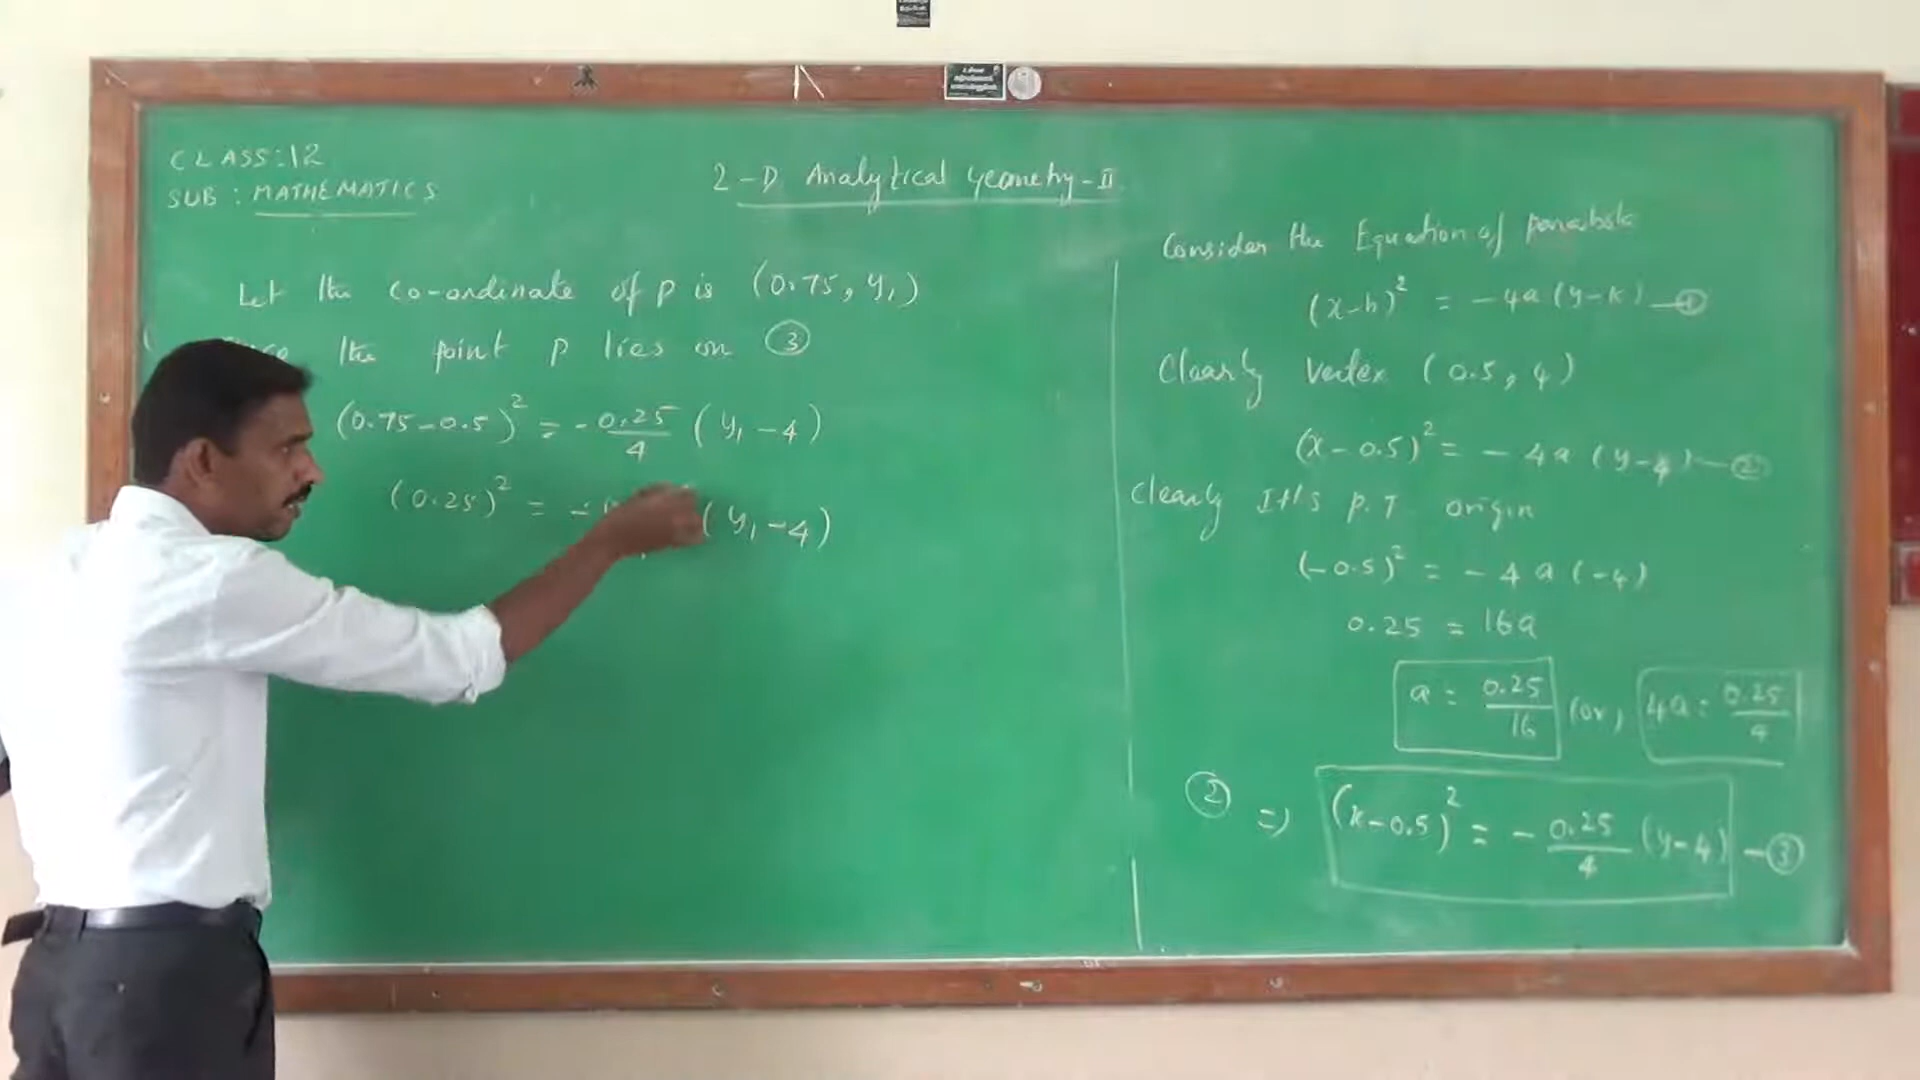 CLASS:12
SUB : MATHEMATICS
2-D Analytical Geometry-II
Let the co-ordinate of P is (0.75, y₁)
the point P lies on ③
(0.75-0.5)² = -0.25/4 (y₁-4)
(0.25)² = - (y₁-4)
Consider the Equation of parabola
(x-h)² = -4a(y-k) —①
Clearly vertex (0.5, 4)
(x-0.5)² = -4a(y-4) —②
Clearly It's P.T. origin
(-0.5)² = -4a(-4)
0.25 = 16a
a = 0.25/16 (or) 4a = 0.25/4
② ⇒ (x-0.5)² = -0.25/4 (y-4) —③